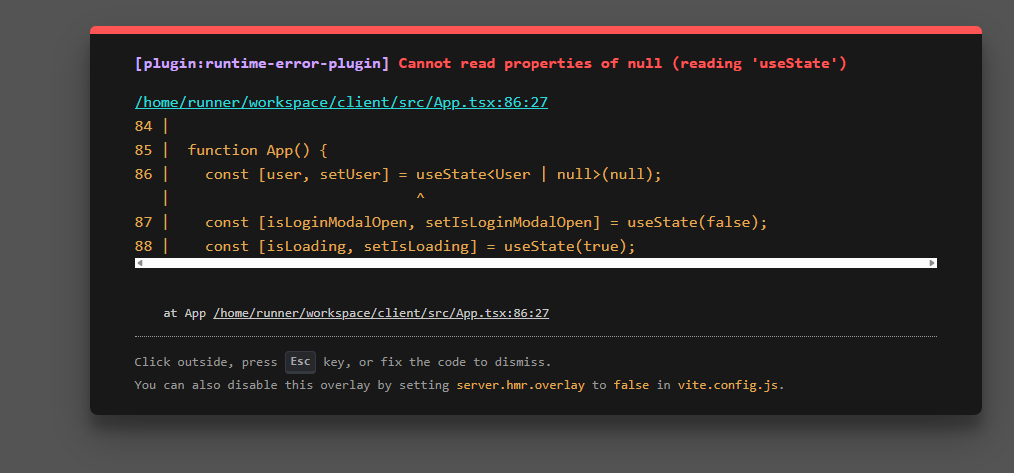 [plugin:runtime-error-plugin] Cannot read properties of null (reading 'useState')
/home/runner/workspace/client/src/App.tsx:86:27
84 |
85 |  function App() {
86 |    const [user, setUser] = useState<User | null>(null);
   |                            ^
87 |    const [isLoginModalOpen, setIsLoginModalOpen] = useState(false);
88 |    const [isLoading, setIsLoading] = useState(true);
at App /home/runner/workspace/client/src/App.tsx:86:27
Click outside, press Esc key, or fix the code to dismiss.
You can also disable this overlay by setting server.hmr.overlay to false in vite.config.js.